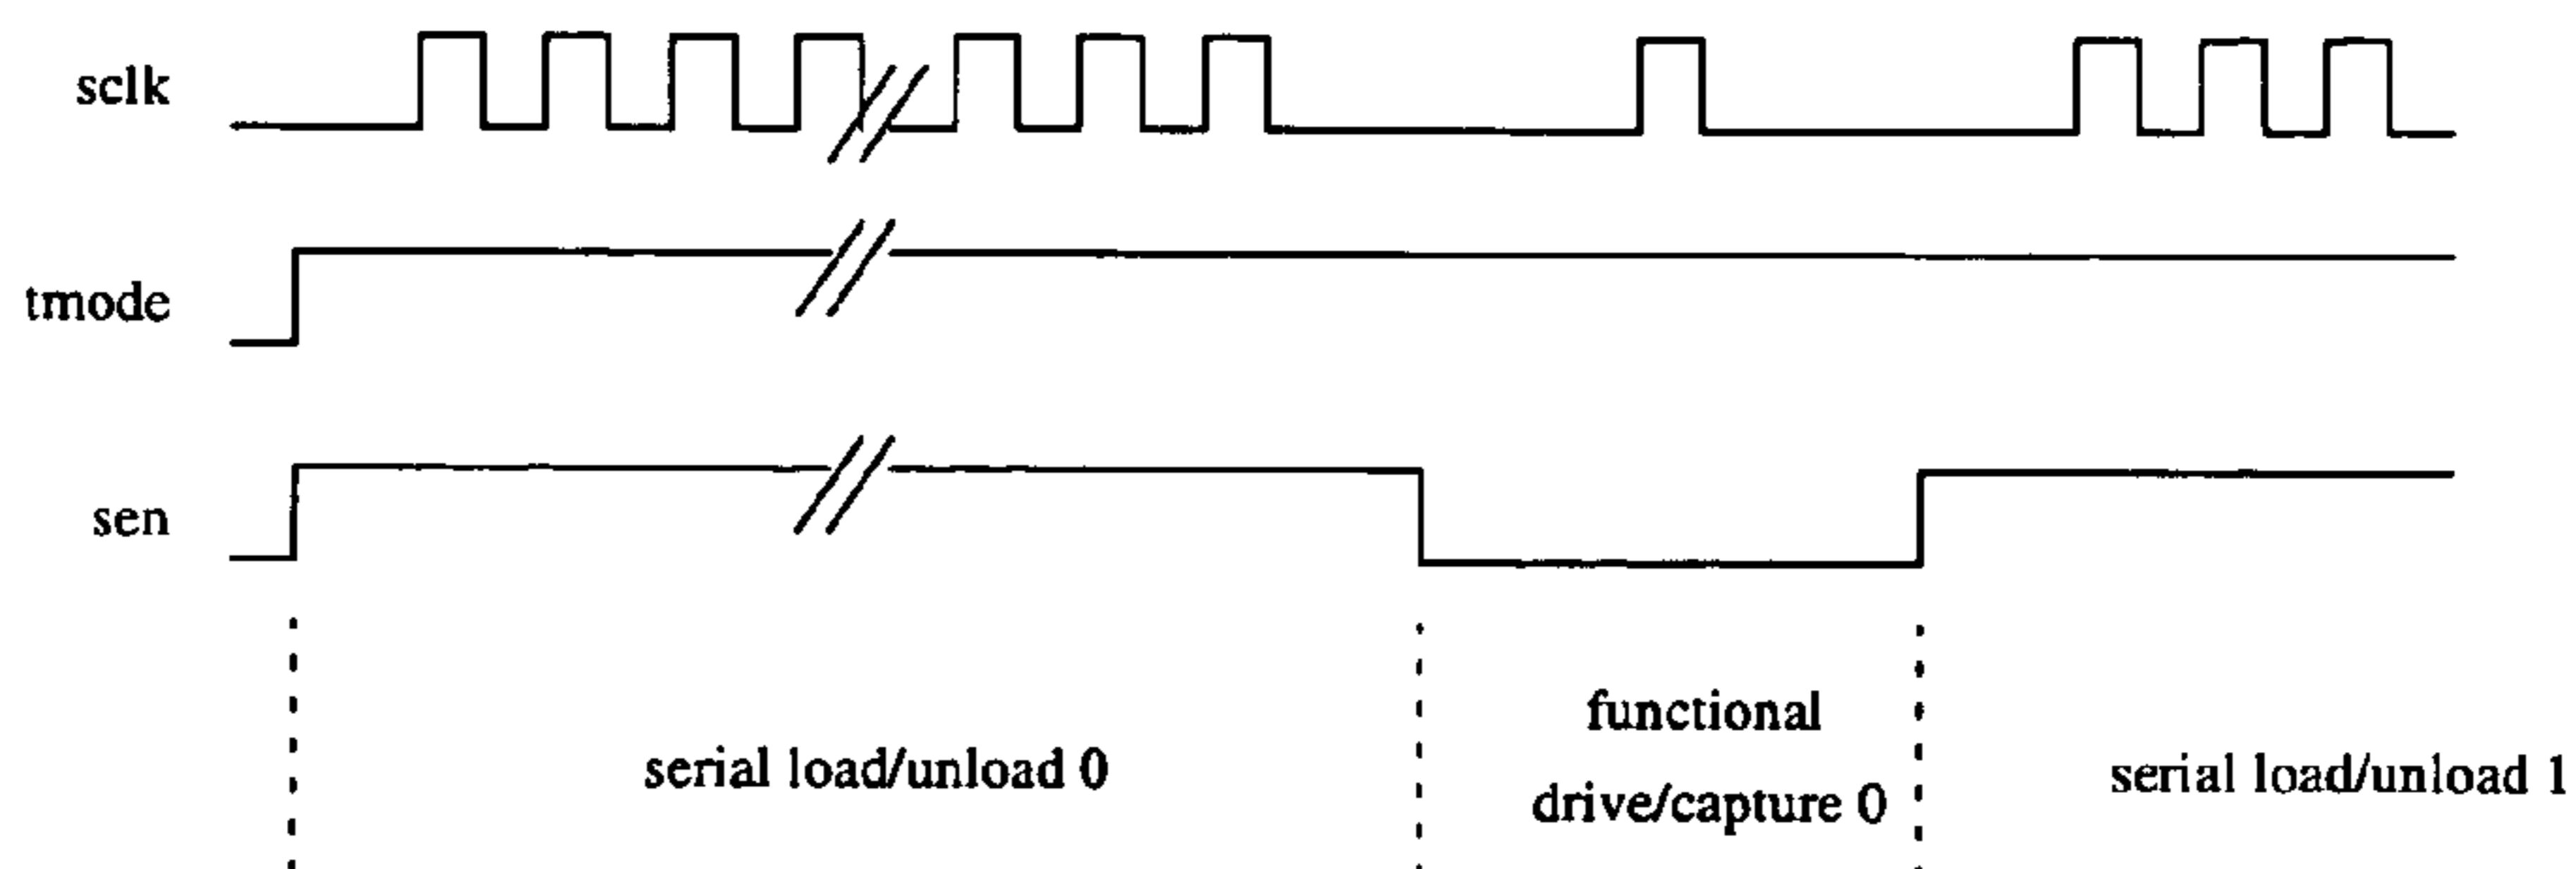 sclk
tmode
sen
functional
serial load/unload 0
drive/capture 0
serial load/unload 1